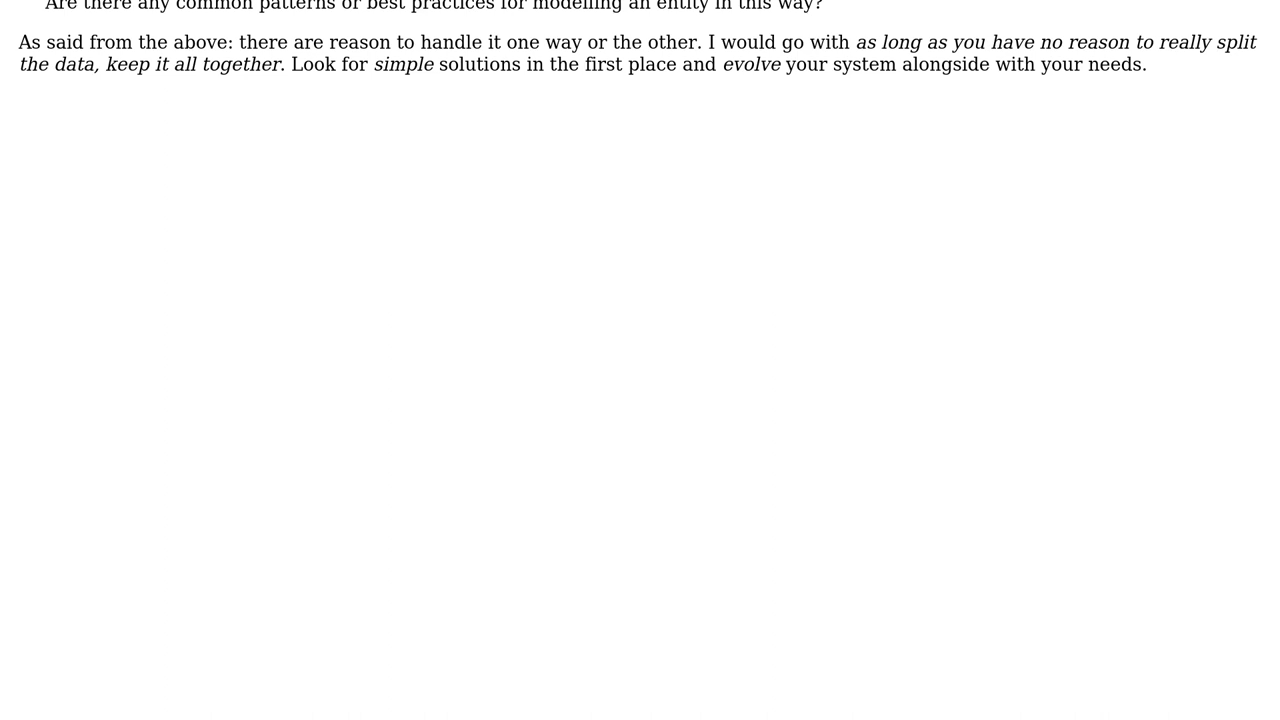 Are there any common patterns or best practices for modelling an entity in this way?
As said from the above: there are reason to handle it one way or the other. I would go with as long as you have no reason to really split
the data, keep it all together. Look for simple solutions in the first place and evolve your system alongside with your needs.